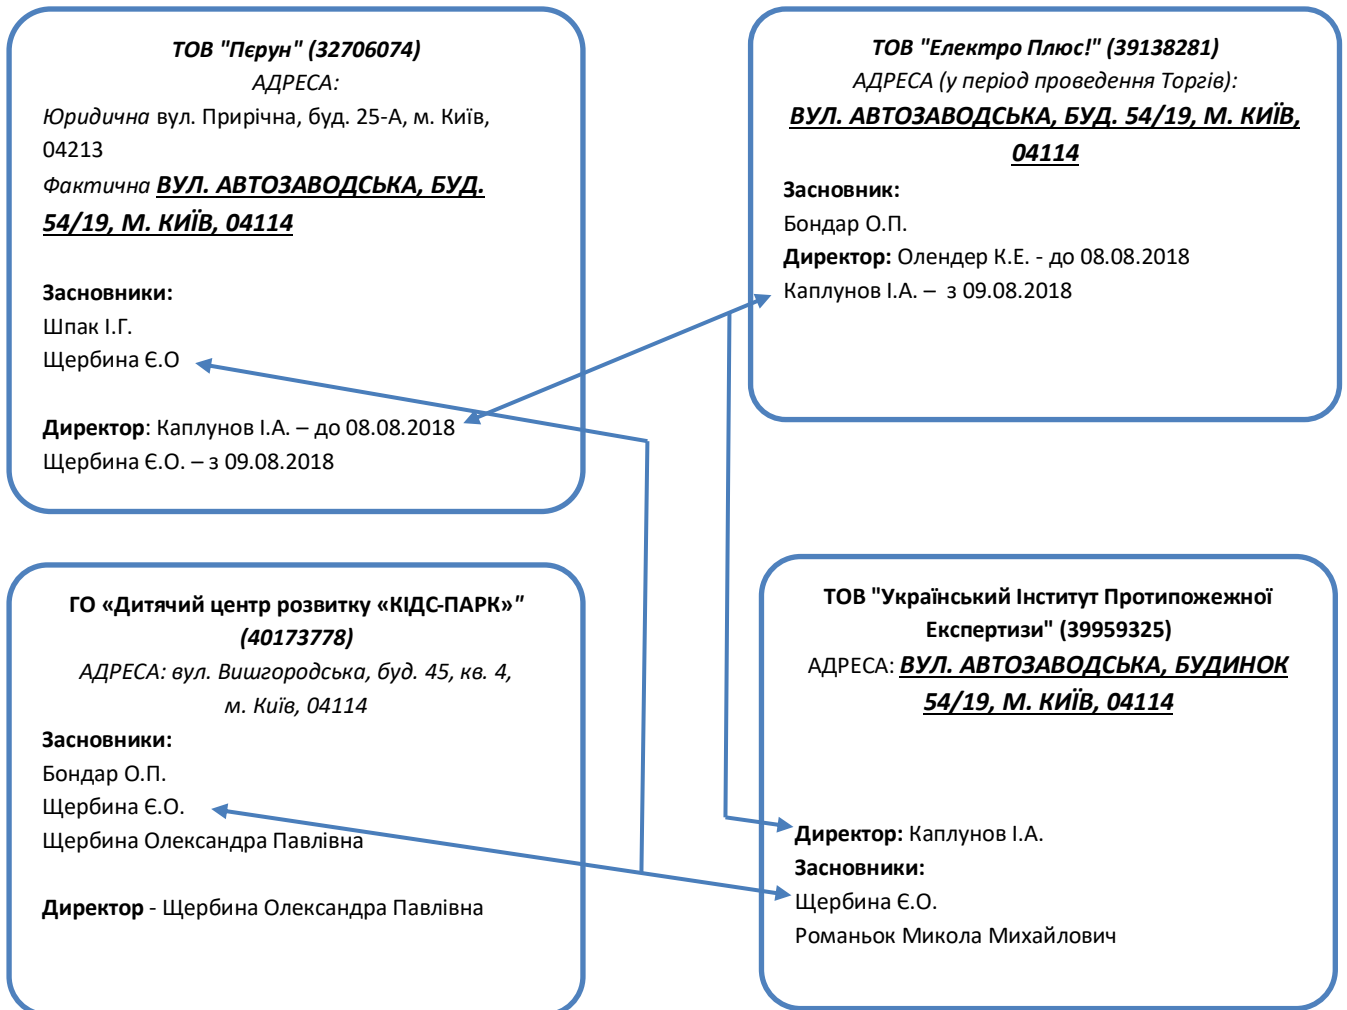 ТОВ "Пєрун" (32706074)
АДРЕСА:
Юридична вул. Прирічна, буд. 25-А, м. Київ,
04213
Фактична ВУЛ. АВТОЗАВОДСЬКА, БУД.
54/19, М. КИЇВ, 04114
Засновники:
Шпак І.Г.
Щербина Є.О
Директор: Каплунов І.А. – до 08.08.2018
Щербина Є.О. – з 09.08.2018
ТОВ "Електро Плюс!" (39138281)
АДРЕСА (у період проведення Торгів):
ВУЛ. АВТОЗАВОДСЬКА, БУД. 54/19, М. КИЇВ,
04114
Засновник:
Бондар О.П.
Директор: Олендер К.Е. - до 08.08.2018
Каплунов І.А. – з 09.08.2018
ГО «Дитячий центр розвитку «КІДС-ПАРК»"
(40173778)
АДРЕСА: вул. Вишгородська, буд. 45, кв. 4,
м. Київ, 04114
Засновники:
Бондар О.П.
Щербина Є.О.
Щербина Олександра Павлівна
Директор - Щербина Олександра Павлівна
ТОВ "Український Інститут Протипожежної
Експертизи" (39959325)
АДРЕСА: ВУЛ. АВТОЗАВОДСЬКА, БУДИНОК
54/19, М. КИЇВ, 04114
Директор: Каплунов І.А.
Засновники:
Щербина Є.О.
Романьок Микола Михайлович